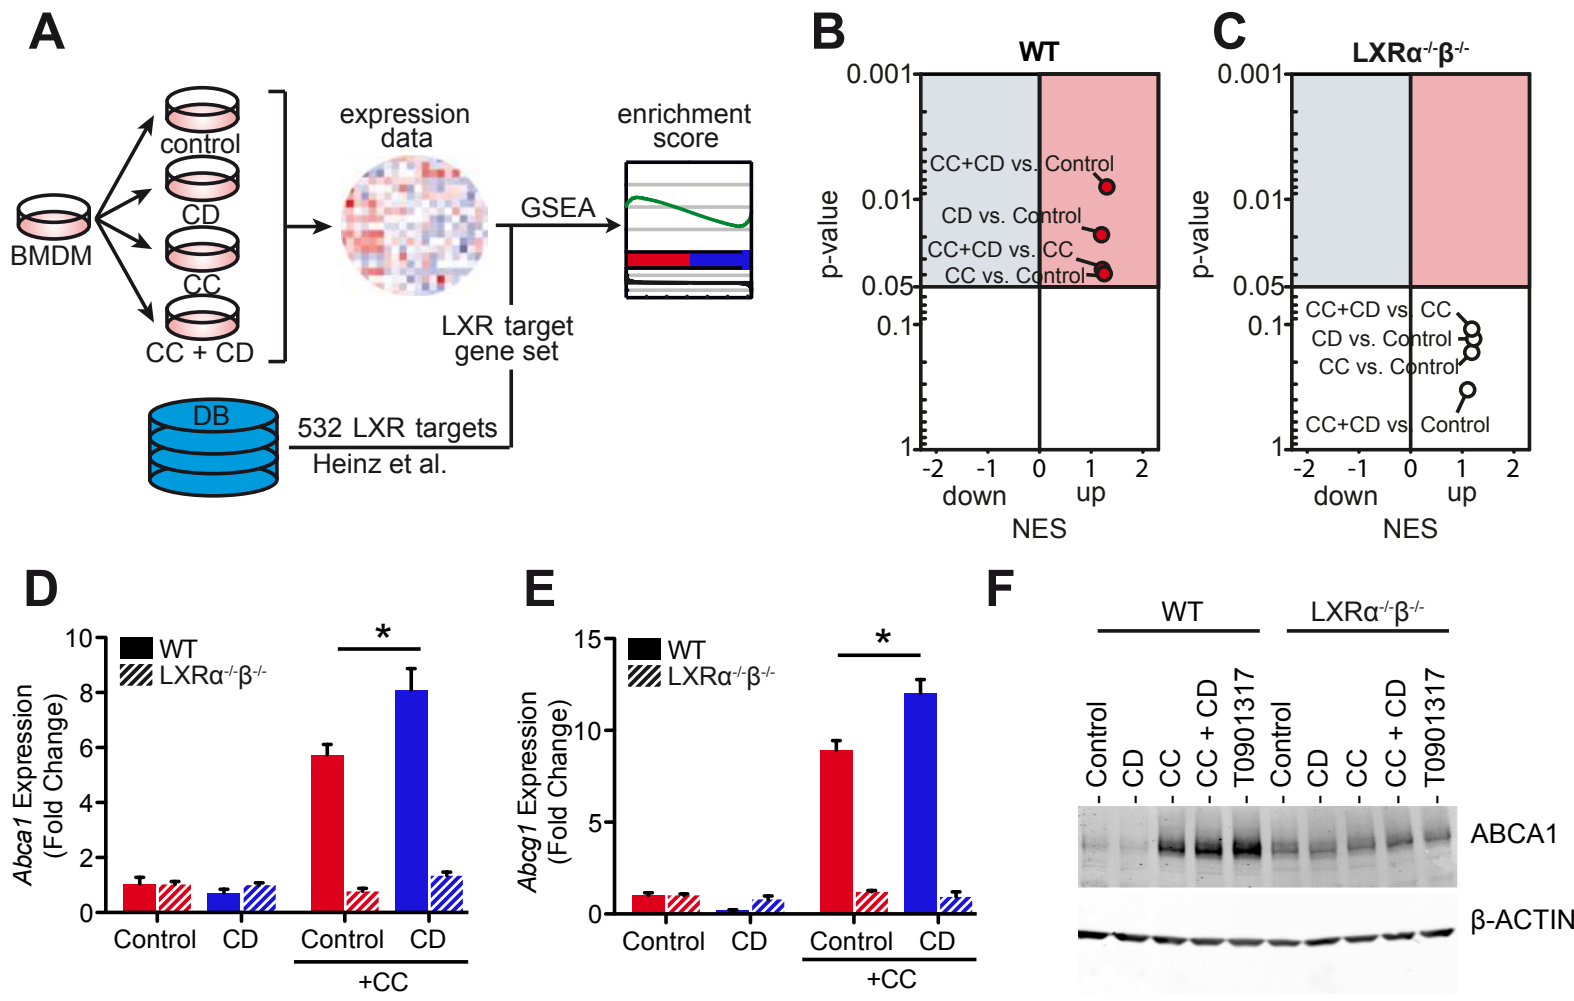 A
control
CD
CC
CC + CD
BMDM
expression
data
GSEA
enrichment
score
LXR target
gene set
DB
532 LXR targets
Heinz et al.
B
WT
0.001
0.01
0.05
0.1
1
p-value
CC+CD vs. Control
CD vs. Control
CC+CD vs. CC
CC vs. Control
-2 -1 0 1 2
down up
NES
C
LXRα-/-β-/-
0.001
0.01
0.05
0.1
1
p-value
CC+CD vs. CC
CD vs. Control
CC vs. Control
CC+CD vs. Control
-2 -1 0 1 2
down up
NES
D
Abca1 Expression
(Fold Change)
10
8
6
4
2
0
WT
LXRα-/-β-/-
*
Control CD Control CD
+CC
E
Abcg1 Expression
(Fold Change)
15
10
5
0
WT
LXRα-/-β-/-
*
Control CD Control CD
+CC
F
WT LXRα-/-β-/-
- Control
- CD
- CC
- CC + CD
- T0901317
- Control
- CD
- CC
- CC + CD
- T0901317
ABCA1
β-ACTIN